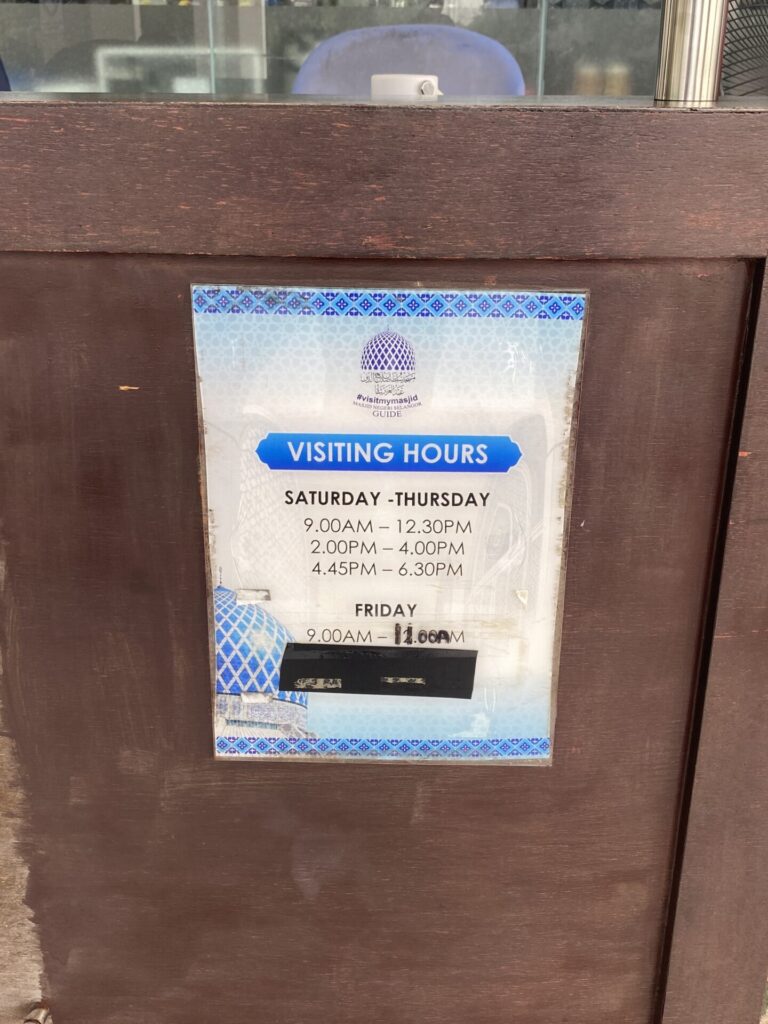 #visitmymasjid
MASJID NEGERI SELANGOR
GUIDE
VISITING HOURS
SATURDAY -THURSDAY
9.00AM – 12.30PM
2.00PM – 4.00PM
4.45PM – 6.30PM
FRIDAY
9.00AM – 11.00AM